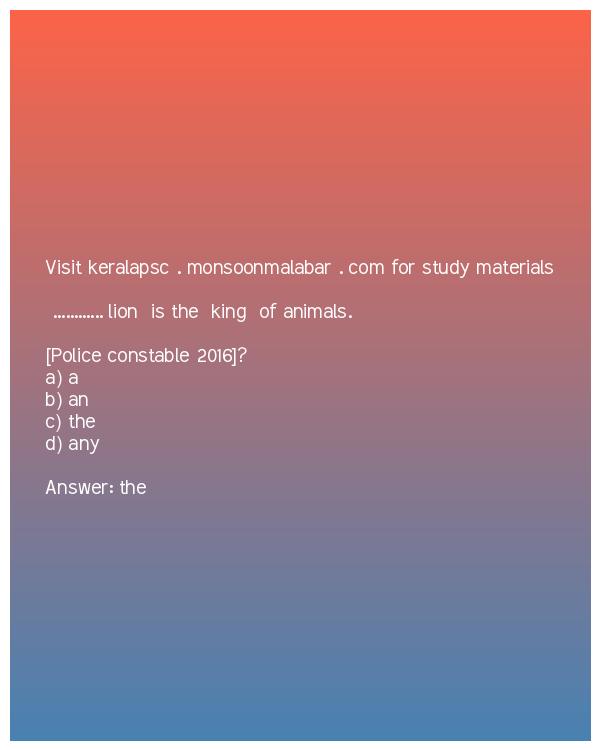 Visit keralapsc . monsoonmalabar . com for study materials
............ lion is the king of animals.
[Police constable 2016]?
a) a
b) an
c) the
d) any
Answer: the